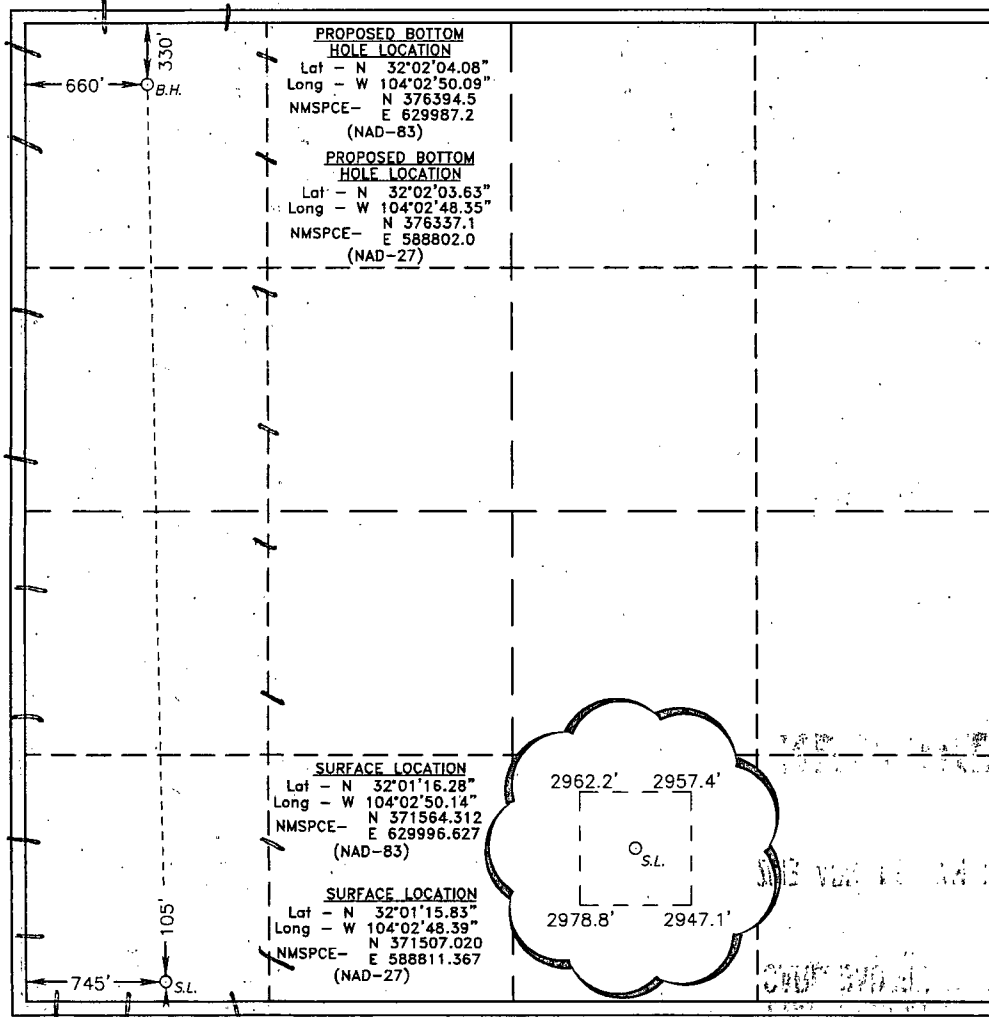 330'
660'
B.H.
PROPOSED BOTTOM
HOLE LOCATION
Lat - N 32°02'04.08"
Long - W 104°02'50.09"
NMSPCE- N 376394.5
E 629987.2
(NAD-83)
PROPOSED BOTTOM
HOLE LOCATION
Lat - N 32°02'03.63"
Long - W 104°02'48.35"
NMSPCE- N 376337.1
E 588802.0
(NAD-27)
SURFACE LOCATION
Lat - N 32°01'16.28"
Long - W 104°02'50.14"
NMSPCE- N 371564.312
E 629996.627
(NAD-83)
SURFACE LOCATION
Lat - N 32°01'15.83"
Long - W 104°02'48.39"
NMSPCE- N 371507.020
E 588811.367
(NAD-27)
2962.2' 2957.4'
S.L.
2978.8' 2947.1'
105'
745'
S.L.